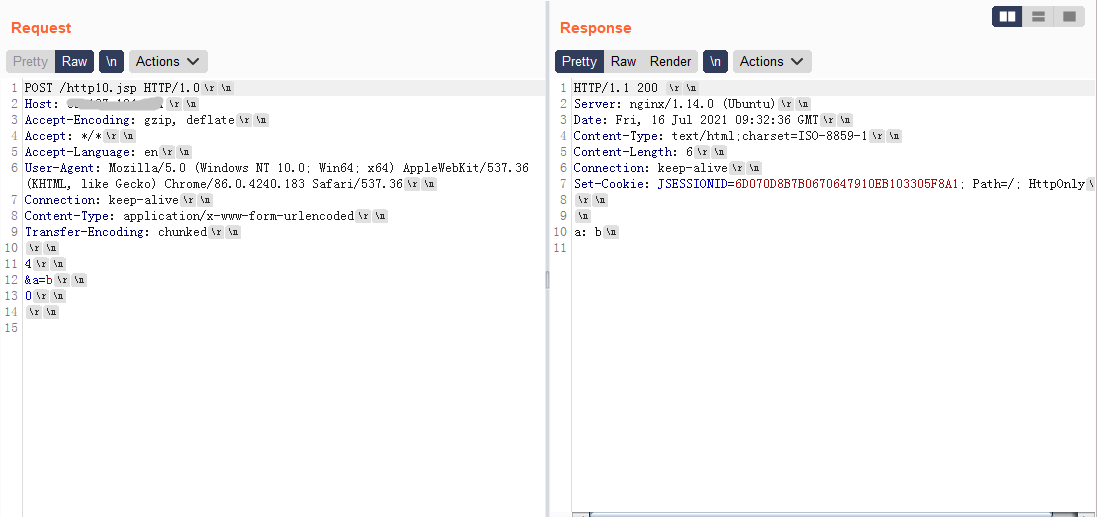 Request
Pretty Raw \n Actions
1 POST /http10.jsp HTTP/1.0\r\n
2 Host: \r\n
3 Accept-Encoding: gzip, deflate\r\n
4 Accept: */*\r\n
5 Accept-Language: en\r\n
6 User-Agent: Mozilla/5.0 (Windows NT 10.0; Win64; x64) AppleWebKit/537.36
(KHTML, like Gecko) Chrome/86.0.4240.183 Safari/537.36\r\n
7 Connection: keep-alive\r\n
8 Content-Type: application/x-www-form-urlencoded\r\n
9 Transfer-Encoding: chunked\r\n
10 \r\n
11 4\r\n
12 &a=b\r\n
13 0\r\n
14 \r\n
15
Response
Pretty Raw Render \n Actions
1 HTTP/1.1 200 \r\n
2 Server: nginx/1.14.0 (Ubuntu)\r\n
3 Date: Fri, 16 Jul 2021 09:32:36 GMT\r\n
4 Content-Type: text/html;charset=ISO-8859-1\r\n
5 Content-Length: 6\r\n
6 Connection: keep-alive\r\n
7 Set-Cookie: JSESSIONID=6D070D8B7B0670647910EB103305F8A1; Path=/; HttpOnly\
8 \r\n
9 \n
10 a: b\n
11